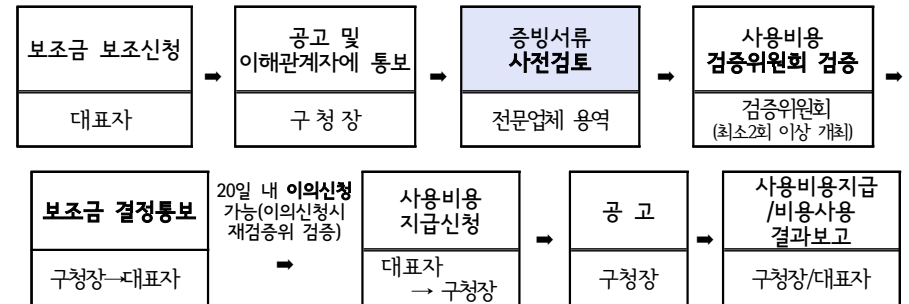 보조금 보조신청
대표자
➡
공고 및
이해관계자에 통보
구 청 장
➡
증빙서류
사전검토
전문업체 용역
➡
사용비용
검증위원회 검증
검증위원회
(최소2회 이상 개최)
➡
보조금 결정통보
구청장→대표자
20일 내 이의신청
가능(이의신청시
재검증위 검증)
➡
사용비용
지급신청
대표자
→ 구청장
➡
공 고
구청장
➡
사용비용지급
/비용사용
결과보고
구청장/대표자